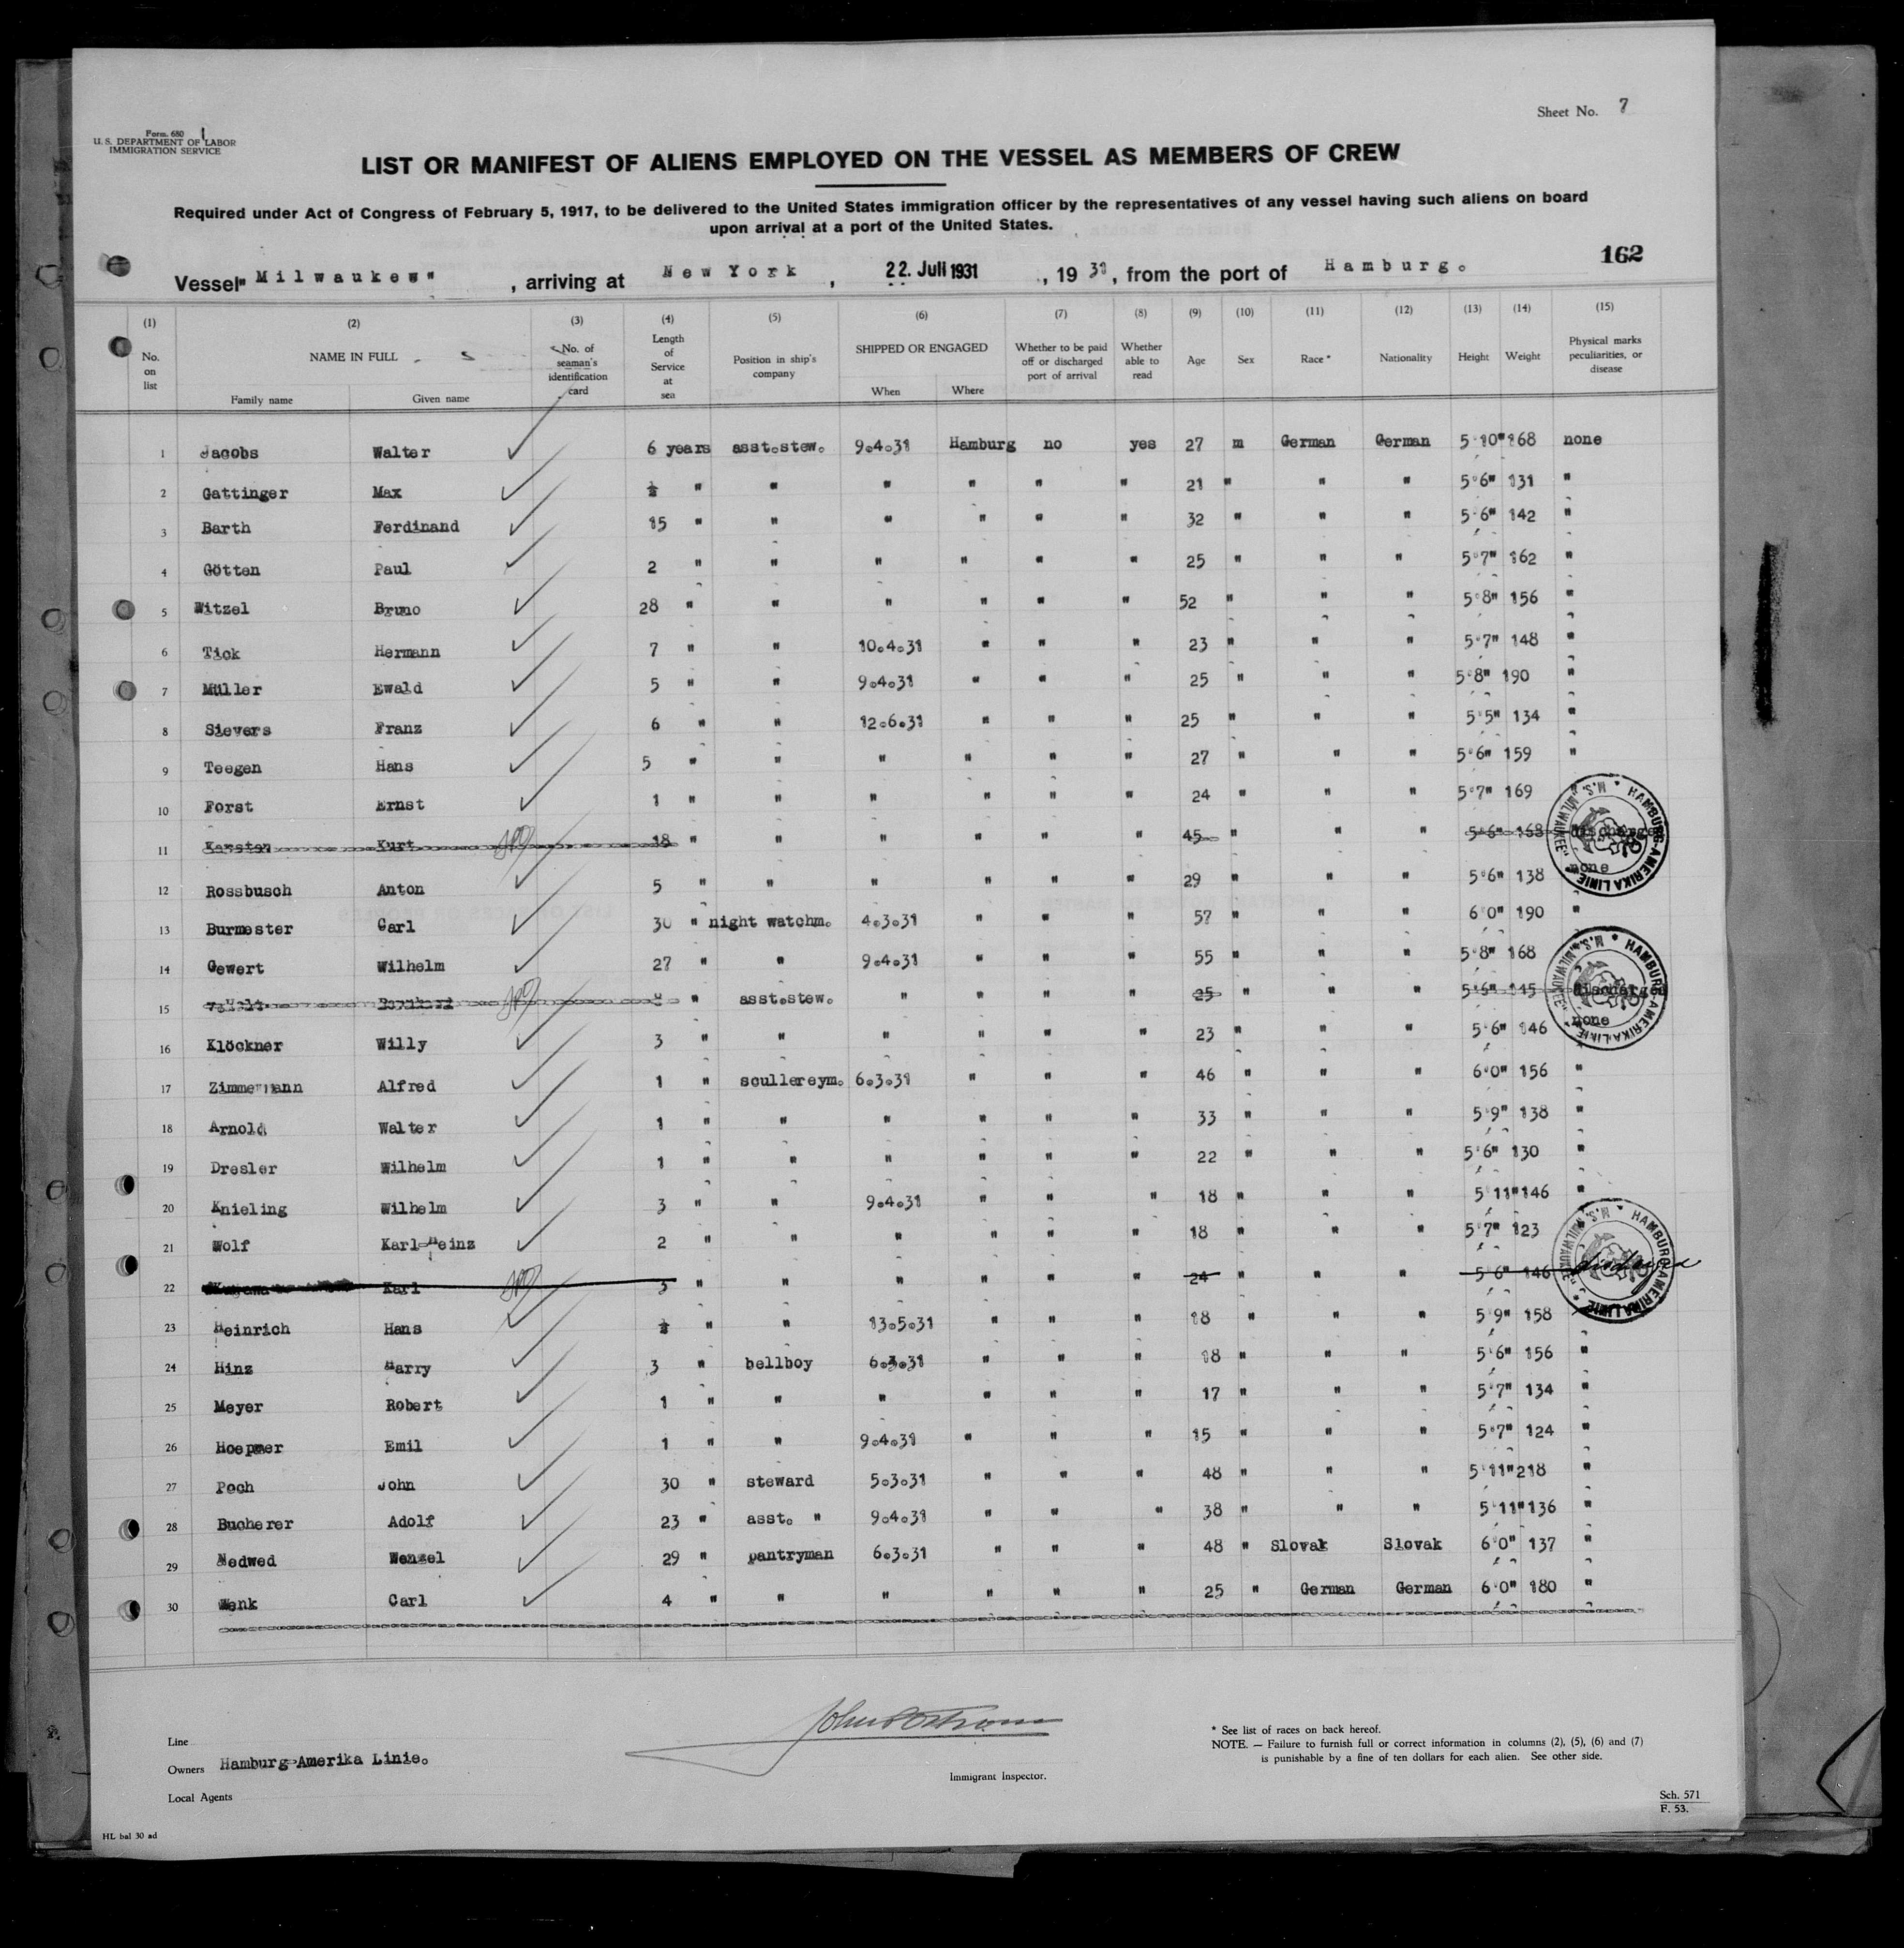 Sheet No. 7
Form. 680
U. S. DEPARTMENT OF LABOR
IMMIGRATION SERVICE
LIST OR MANIFEST OF ALIENS EMPLOYED ON THE VESSEL AS MEMBERS OF CREW
Required under Act of Congress of February 5, 1917, to be delivered to the United States immigration officer by the representatives of any vessel having such aliens on board
upon arrival at a port of the United States.
162
Vessel "Milwaukew" , arriving at New York , 22. Juli 1931 , 19 31 , from the port of Hamburg.
(1) (2) (3) (4) (5) (6) (7) (8) (9) (10) (11) (12) (13) (14) (15)
No. on list NAME IN FULL Family name Given name No. of seaman's identification card Length of Service at sea Position in ship's company SHIPPED OR ENGAGED When Where Whether to be paid off or discharged port of arrival Whether able to read Age Sex Race * Nationality Height Weight Physical marks peculiarities, or disease
1 Jacobs Walter 6 years asst.stew. 9.4.31 Hamburg no yes 27 m German German 5'10" 168 none
2 Gattinger Max ½ " " " " " " 21 " " " 5'6" 131 "
3 Barth Ferdinand 15 " " " " " " 32 " " " 5'6" 142 "
4 Götten Paul 2 " " " " " " 25 " " " 5'7" 162 "
5 Witzel Bruno 28 " " " " " " 52 " " " 5'8" 156 "
6 Tick Hermann 7 " " 10.4.31 " " " 23 " " " 5'7" 148 "
7 Müller Ewald 5 " " 9.4.31 " " " 25 " " " 5'8" 190 "
8 Sievers Franz 6 " " 12.6.31 " " " 25 " " " 5'5" 134 "
9 Teegen Hans 5 " " " " " " 27 " " " 5'6" 159 "
10 Forst Ernst 1 " " " " " " 24 " " " 5'7" 169
11 Karsten Kurt 18 " " " " " " 45 " " " 5'6" 168 discharged
12 Rossbusch Anton 5 " " " " " " 29 " " " 5'6" 138 none
13 Burmester Carl 30 " night watchm. 4.3.31 " " " 57 " " " 6'0" 190 "
14 Gewert Wilhelm 27 " " 9.4.31 " " " 55 " " " 5'8" 168
15 Bernhard " asst.stew. " " " " 25 " " " 5'6" 145 discharged
16 Klöckner Willy 3 " " " " " " 23 " " " 5'6" 146 none
17 Zimmermann Alfred 1 " scullereym. 6.3.31 " " " 46 " " " 6'0" 156 "
18 Arnold Walter 1 " " " " " " 33 " " " 5'9" 138 "
19 Dresler Wilhelm 1 " " " " " " 22 " " " 5'6" 130 "
20 Knieling Wilhelm 3 " " 9.4.31 " " " 18 " " " 5'11" 146 "
21 Wolf Karl-Heinz 2 " " " " " " 18 " " " 5'7" 123
22 Karl 3 " " " " " " 24 " " " 5'6" 146 discharged
23 Heinrich Hans ½ " " 13.5.31 " " " 18 " " " 5'9" 158
24 Hinz Harry 3 " bellboy 6.3.31 " " " 18 " " " 5'6" 156 "
25 Meyer Robert 1 " " " " " " 17 " " " 5'7" 134 "
26 Hoepner Emil 1 " " 9.4.31 " " " 15 " " " 5'7" 124 "
27 Poch John 30 " steward 5.3.31 " " " 48 " " " 5'11" 218 "
28 Bucherer Adolf 23 " asst. " 9.4.31 " " " 38 " " " 5'11" 136 "
29 Nedwed Wenzel 29 " pantryman 6.3.31 " " " 48 " Slovak Slovak 6'0" 137 "
30 Wenk Carl 4 " " " " " " 25 " German German 6'0" 180 "
HAMBURG-AMERIKA LINIE * M.S. "MILWAUKEE" *
HAMBURG-AMERIKA LINIE * M.S. "MILWAUKEE" *
HAMBURG-AMERIKA LINIE * M.S. "MILWAUKEE" *
Line
Owners Hamburg-Amerika Linie.
Local Agents
Immigrant Inspector.
* See list of races on back hereof.
NOTE. — Failure to furnish full or correct information in columns (2), (5), (6) and (7)
is punishable by a fine of ten dollars for each alien. See other side.
Sch. 571
F. 53.
HL bal 30 ad